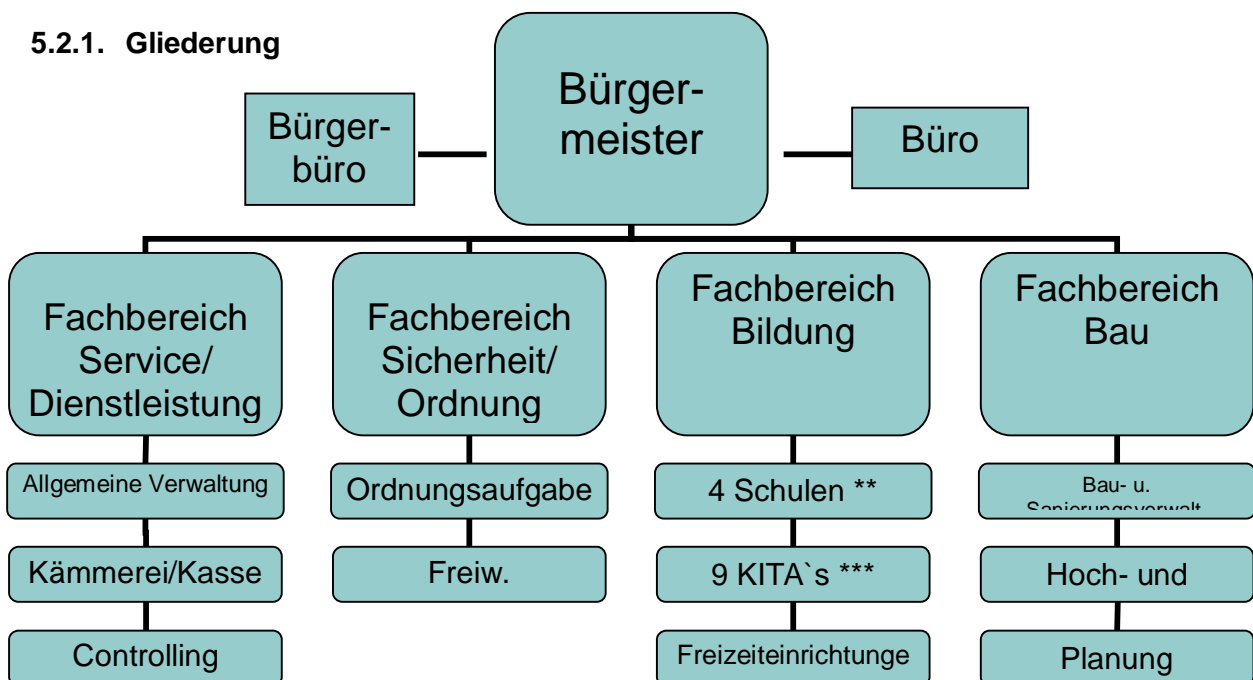 5.2.1. Gliederung
Bürger-
meister
Bürger-
büro
Büro
Fachbereich
Service/
Dienstleistung
Fachbereich
Sicherheit/
Ordnung
Fachbereich
Bildung
Fachbereich
Bau
Allgemeine Verwaltung
Ordnungsaufgabe
4 Schulen **
Bau- u.
Sanierungsverwalt
Kämmerei/Kasse
Freiw.
9 KITA`s ***
Hoch- und
Controlling
Freizeiteinrichtunge
Planung